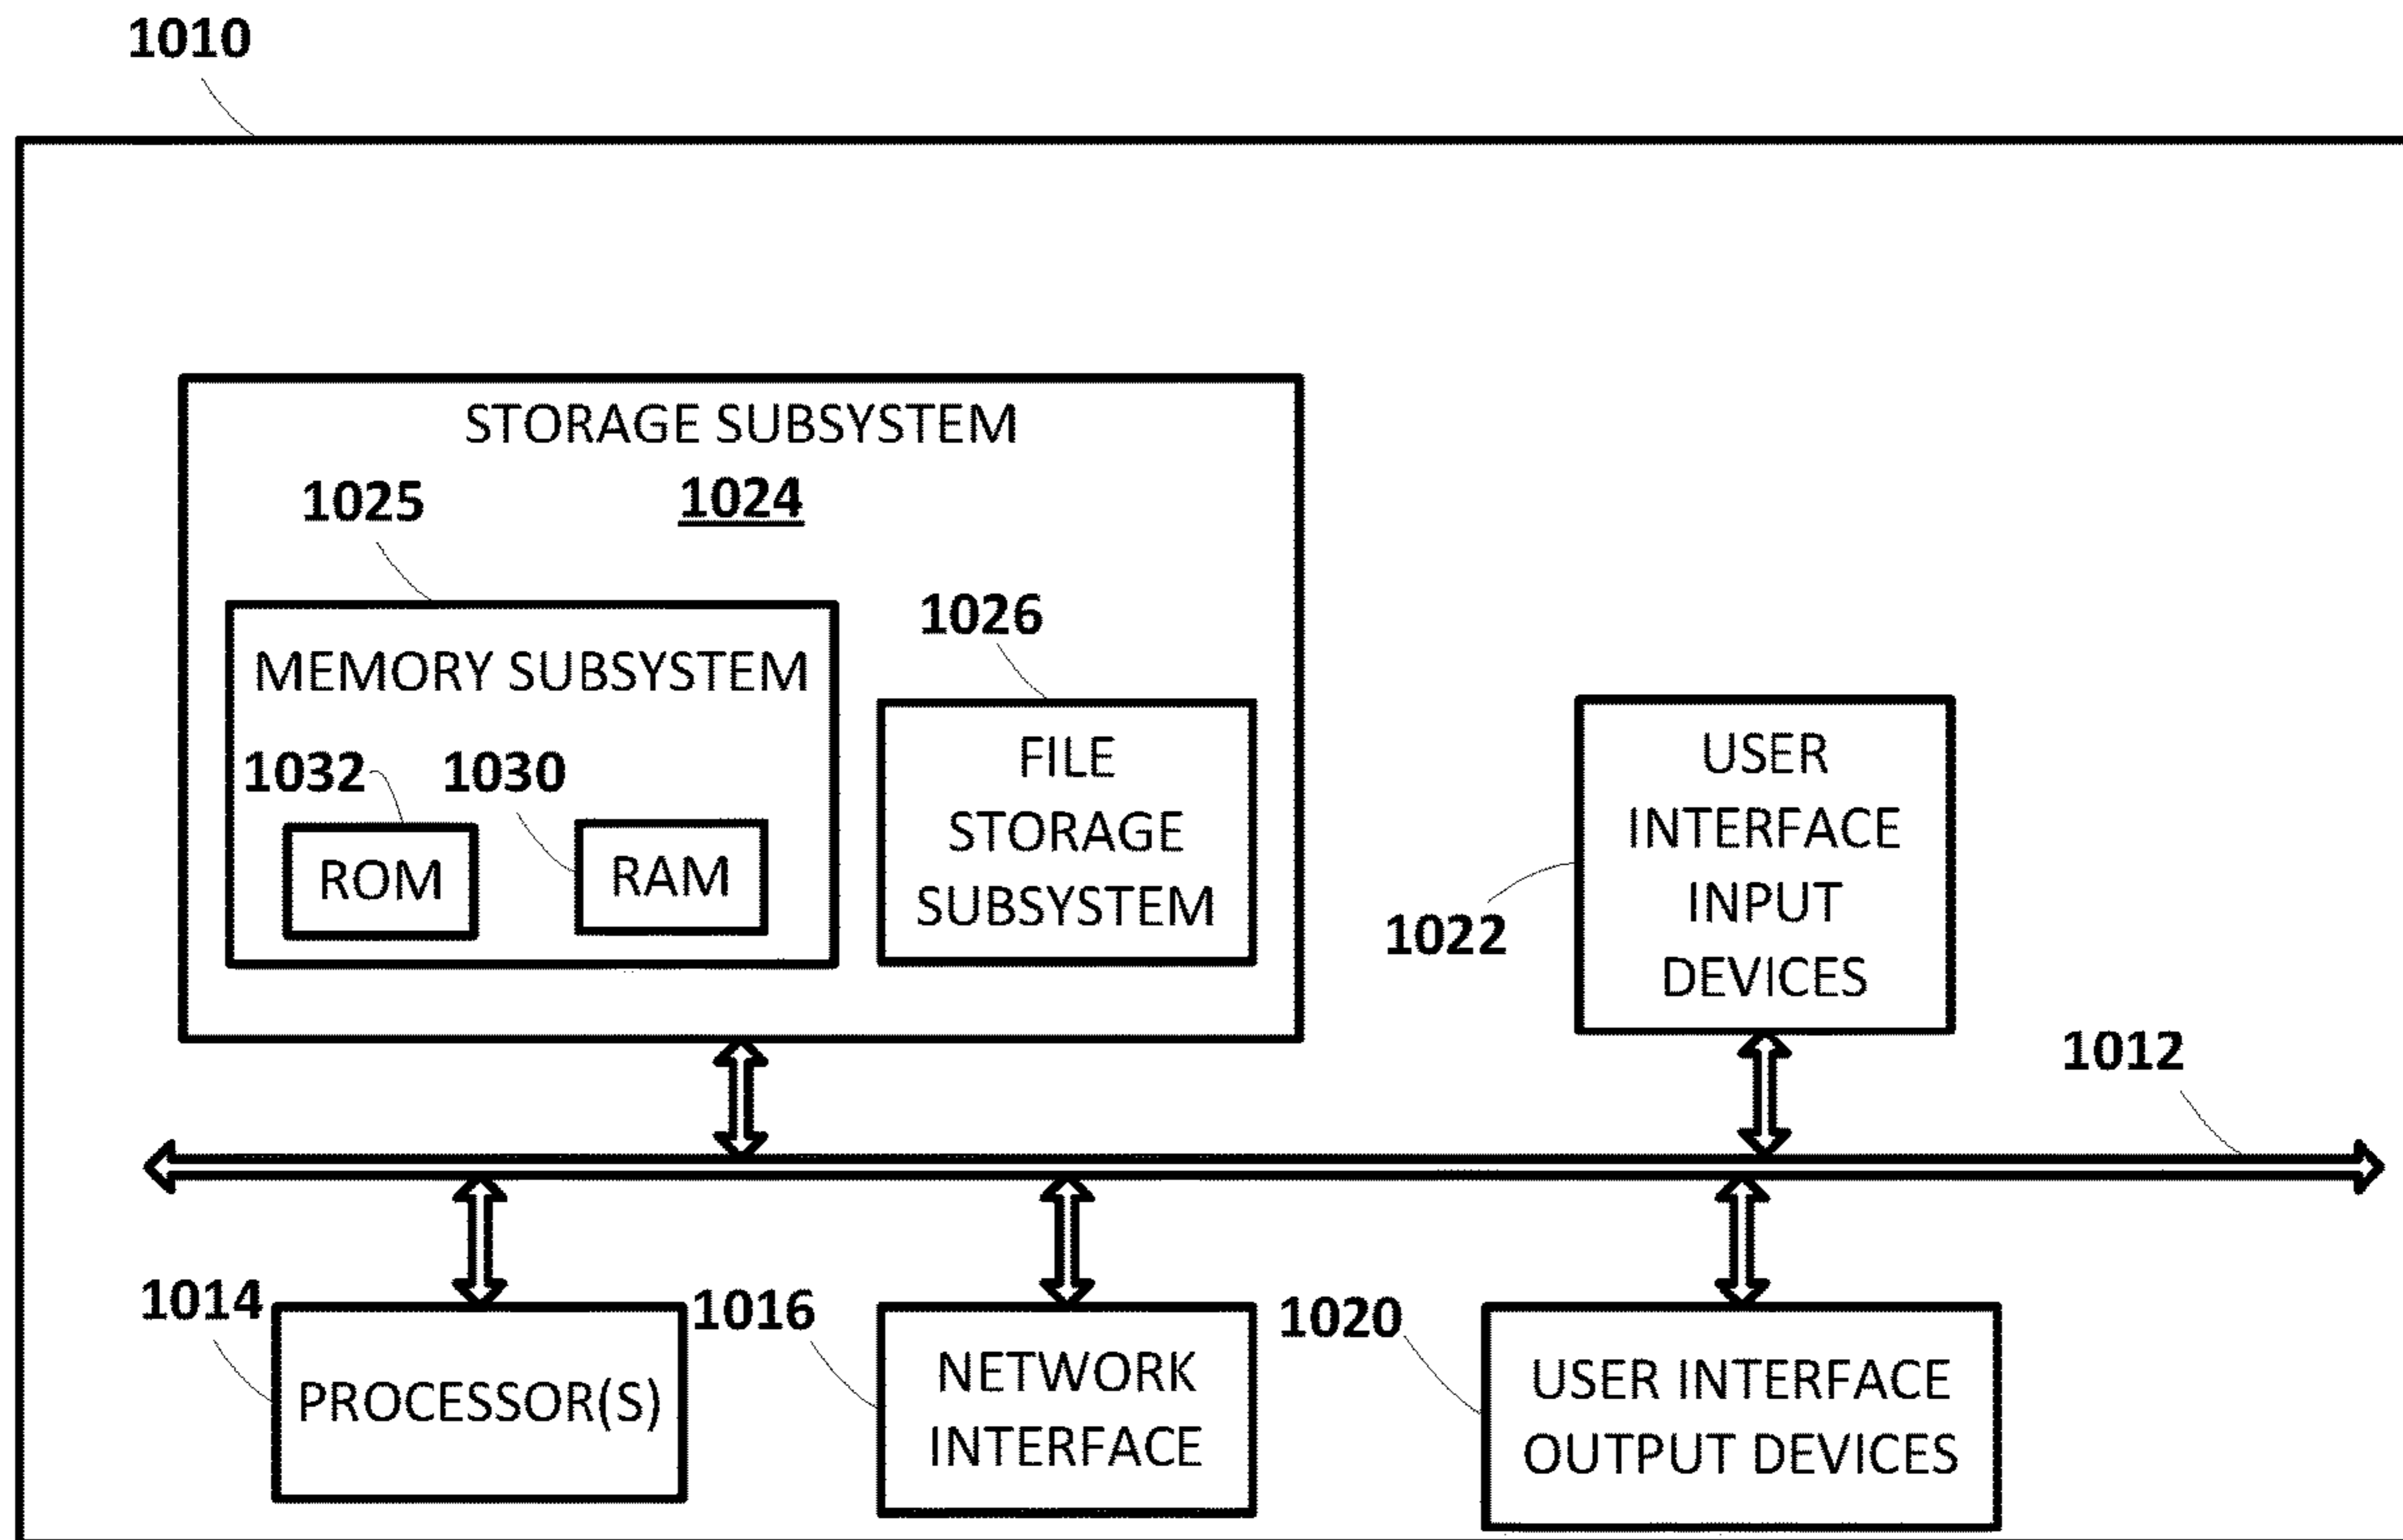 1010
STORAGE SUBSYSTEM
1024
1025
MEMORY SUBSYSTEM
1032
1030
ROM
RAM
1026
FILE
STORAGE
SUBSYSTEM
USER
INTERFACE
INPUT
DEVICES
1022
1012
1014
PROCESSOR(S)
1016
NETWORK
INTERFACE
1020
USER INTERFACE
OUTPUT DEVICES